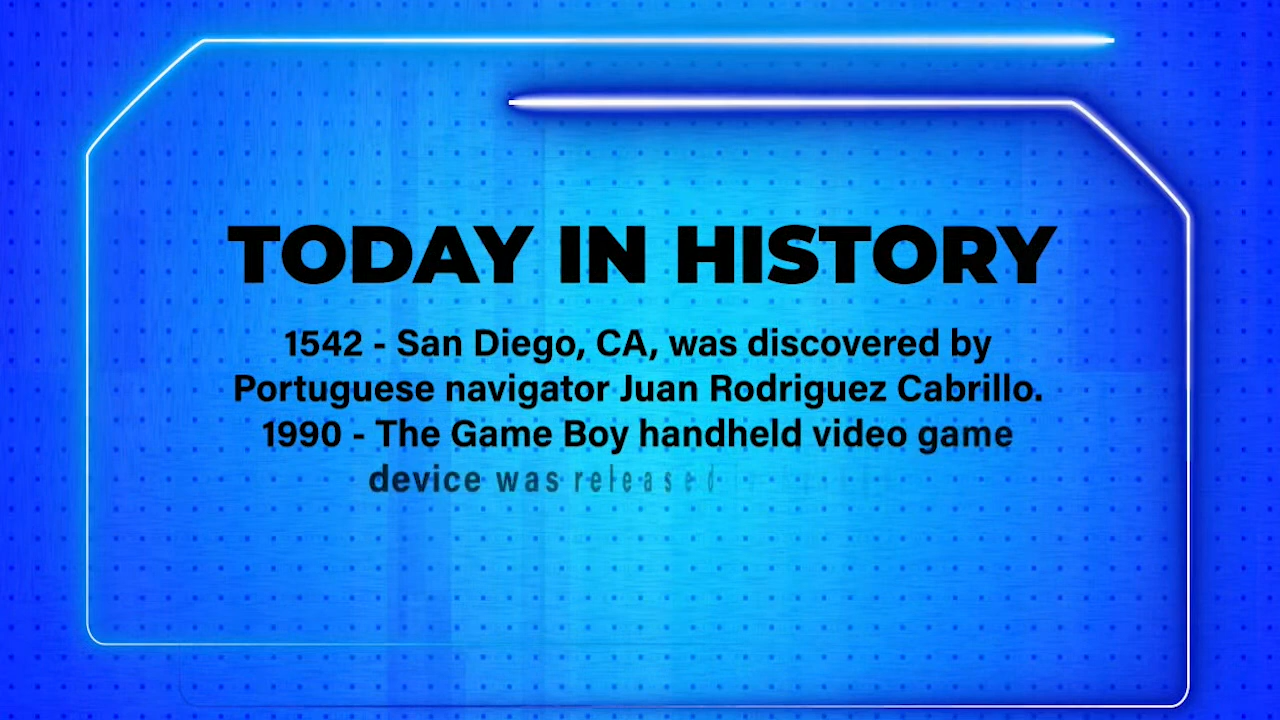 TODAY IN HISTORY
1542 - San Diego, CA, was discovered by
Portuguese navigator Juan Rodriguez Cabrillo.
1990 - The Game Boy handheld video game
device was released